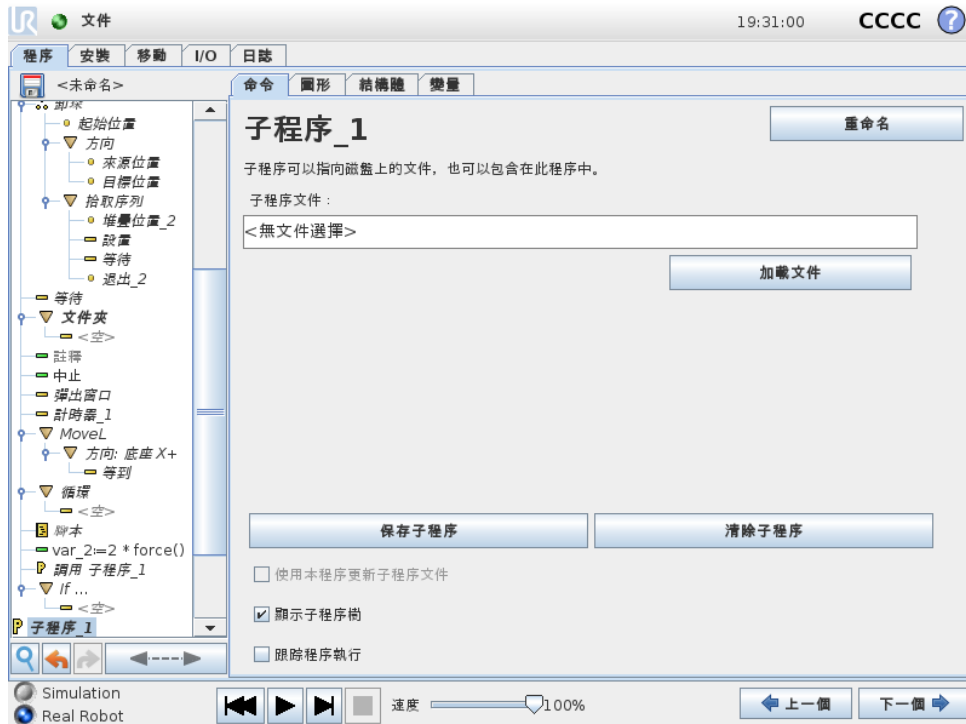 文件
19:31:00
CCCC
?
程序 安裝 移動 I/O 日誌
<未命名>
命令 圖形 結構體 變量
卸垛
起始位置
方向
來源位置
目標位置
拾取序列
堆疊位置_2
設置
等待
退出_2
等待
文件夾
<空>
註釋
中止
彈出窗口
計時器_1
MoveL
方向: 底座 X+
等到
循環
<空>
腳本
var_2≔2 * force()
調用 子程序_1
If ...
<空>
子程序_1
子程序_1
重命名
子程序可以指向磁盤上的文件，也可以包含在此程序中。
子程序文件：
<無文件選擇>
加載文件
保存子程序
清除子程序
使用本程序更新子程序文件
顯示子程序樹
跟踪程序執行
Simulation
Real Robot
速度
100%
上一個
下一個